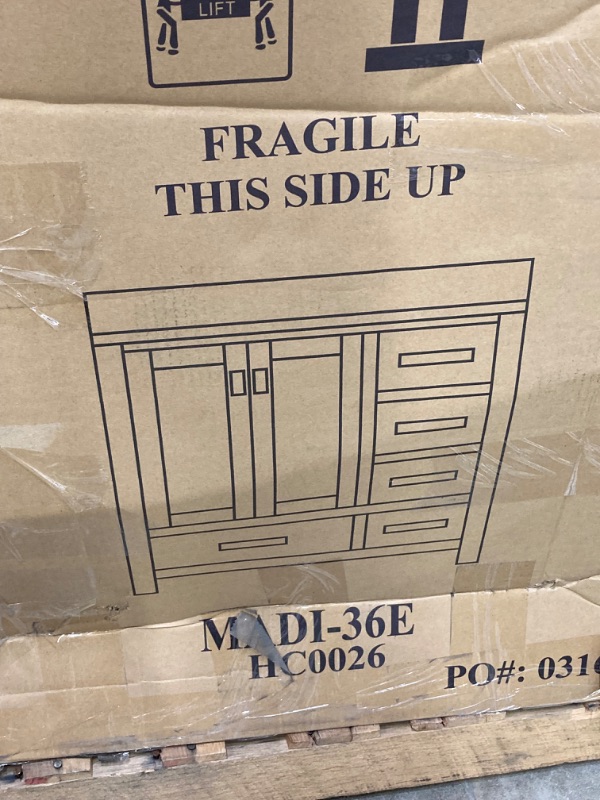 LIFT
FRAGILE
THIS SIDE UP
MADI-36E
HC0026
PO#: 031